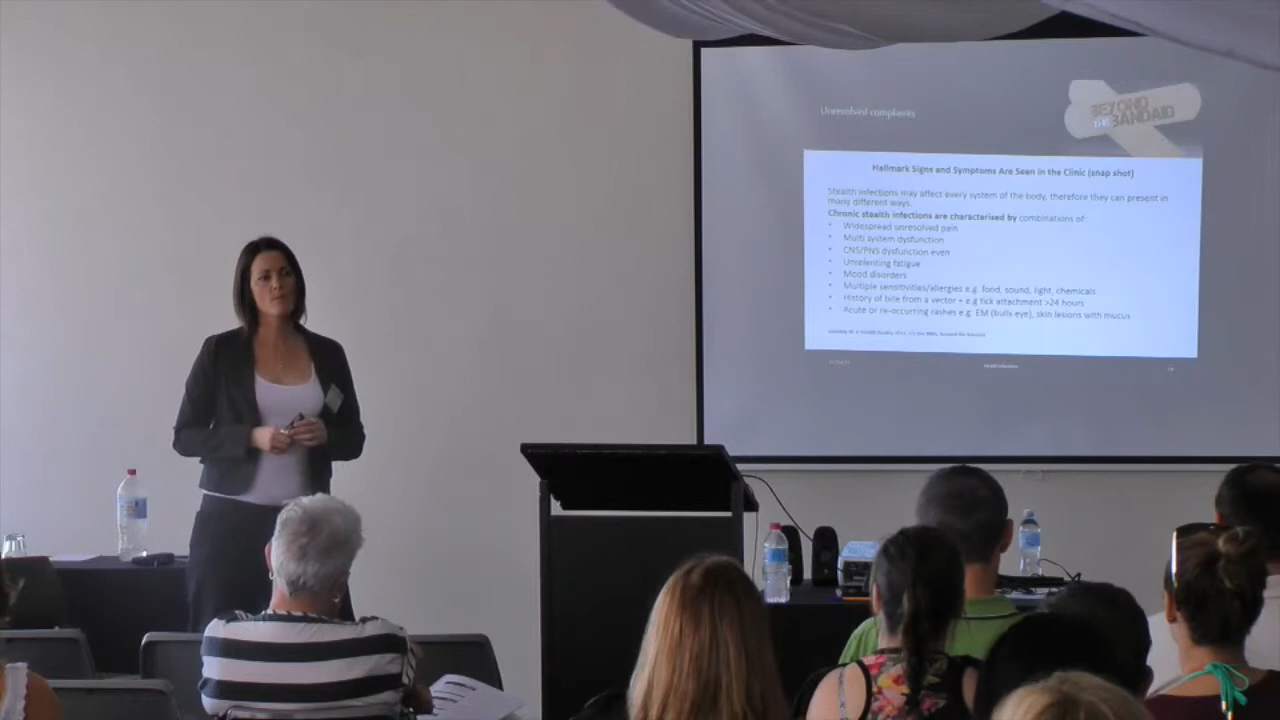 Unresolved complaints
BEYOND
THE BANDAID
Hallmark Signs and Symptoms Are Seen in the Clinic (snap shot)
Stealth infections may affect every system of the body, therefore they can present in
many different ways.
Chronic stealth infections are characterised by combinations of:
• Widespread unresolved pain
• Multi system dysfunction
• CNS/PNS dysfunction even
• Unrelenting fatigue
• Mood disorders
• Multiple sensitivities/allergies e.g. food, sound, light, chemicals
• History of bite from a vector - e.g tick attachment >24 hours
• Acute or re-occurring rashes e.g. EM (bulls eye), skin lesions with mucus